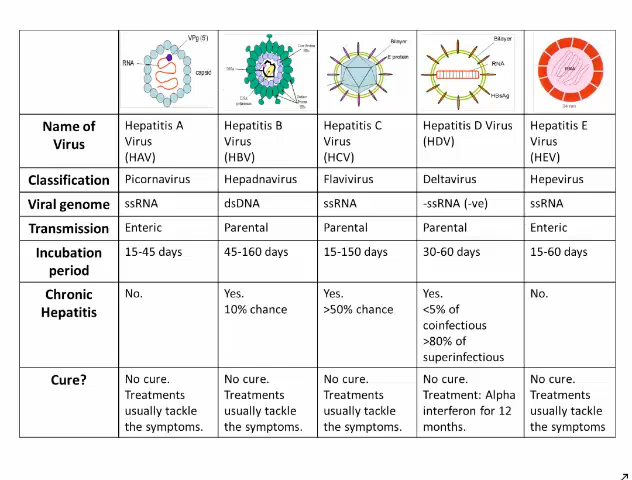 VPg (5')
RNA
capsid
Bilayer
E protein
Bilayer
RNA
HBsAg
RNA
Name of Virus
Hepatitis A Virus (HAV)
Hepatitis B Virus (HBV)
Hepatitis C Virus (HCV)
Hepatitis D Virus (HDV)
Hepatitis E Virus (HEV)
Classification
Picornavirus
Hepadnavirus
Flavivirus
Deltavirus
Hepevirus
Viral genome
ssRNA
dsDNA
ssRNA
-ssRNA (-ve)
ssRNA
Transmission
Enteric
Parental
Parental
Parental
Enteric
Incubation period
15-45 days
45-160 days
15-150 days
30-60 days
15-60 days
Chronic Hepatitis
No.
Yes.
10% chance
Yes.
>50% chance
Yes.
<5% of
coinfectious
>80% of
superinfectious
No.
Cure?
No cure.
Treatments
usually tackle
the symptoms.
No cure.
Treatments
usually tackle
the symptoms.
No cure.
Treatments
usually tackle
the symptoms.
No cure.
Treatment: Alpha
interferon for 12
months.
No cure.
Treatments
usually tackle
the symptoms